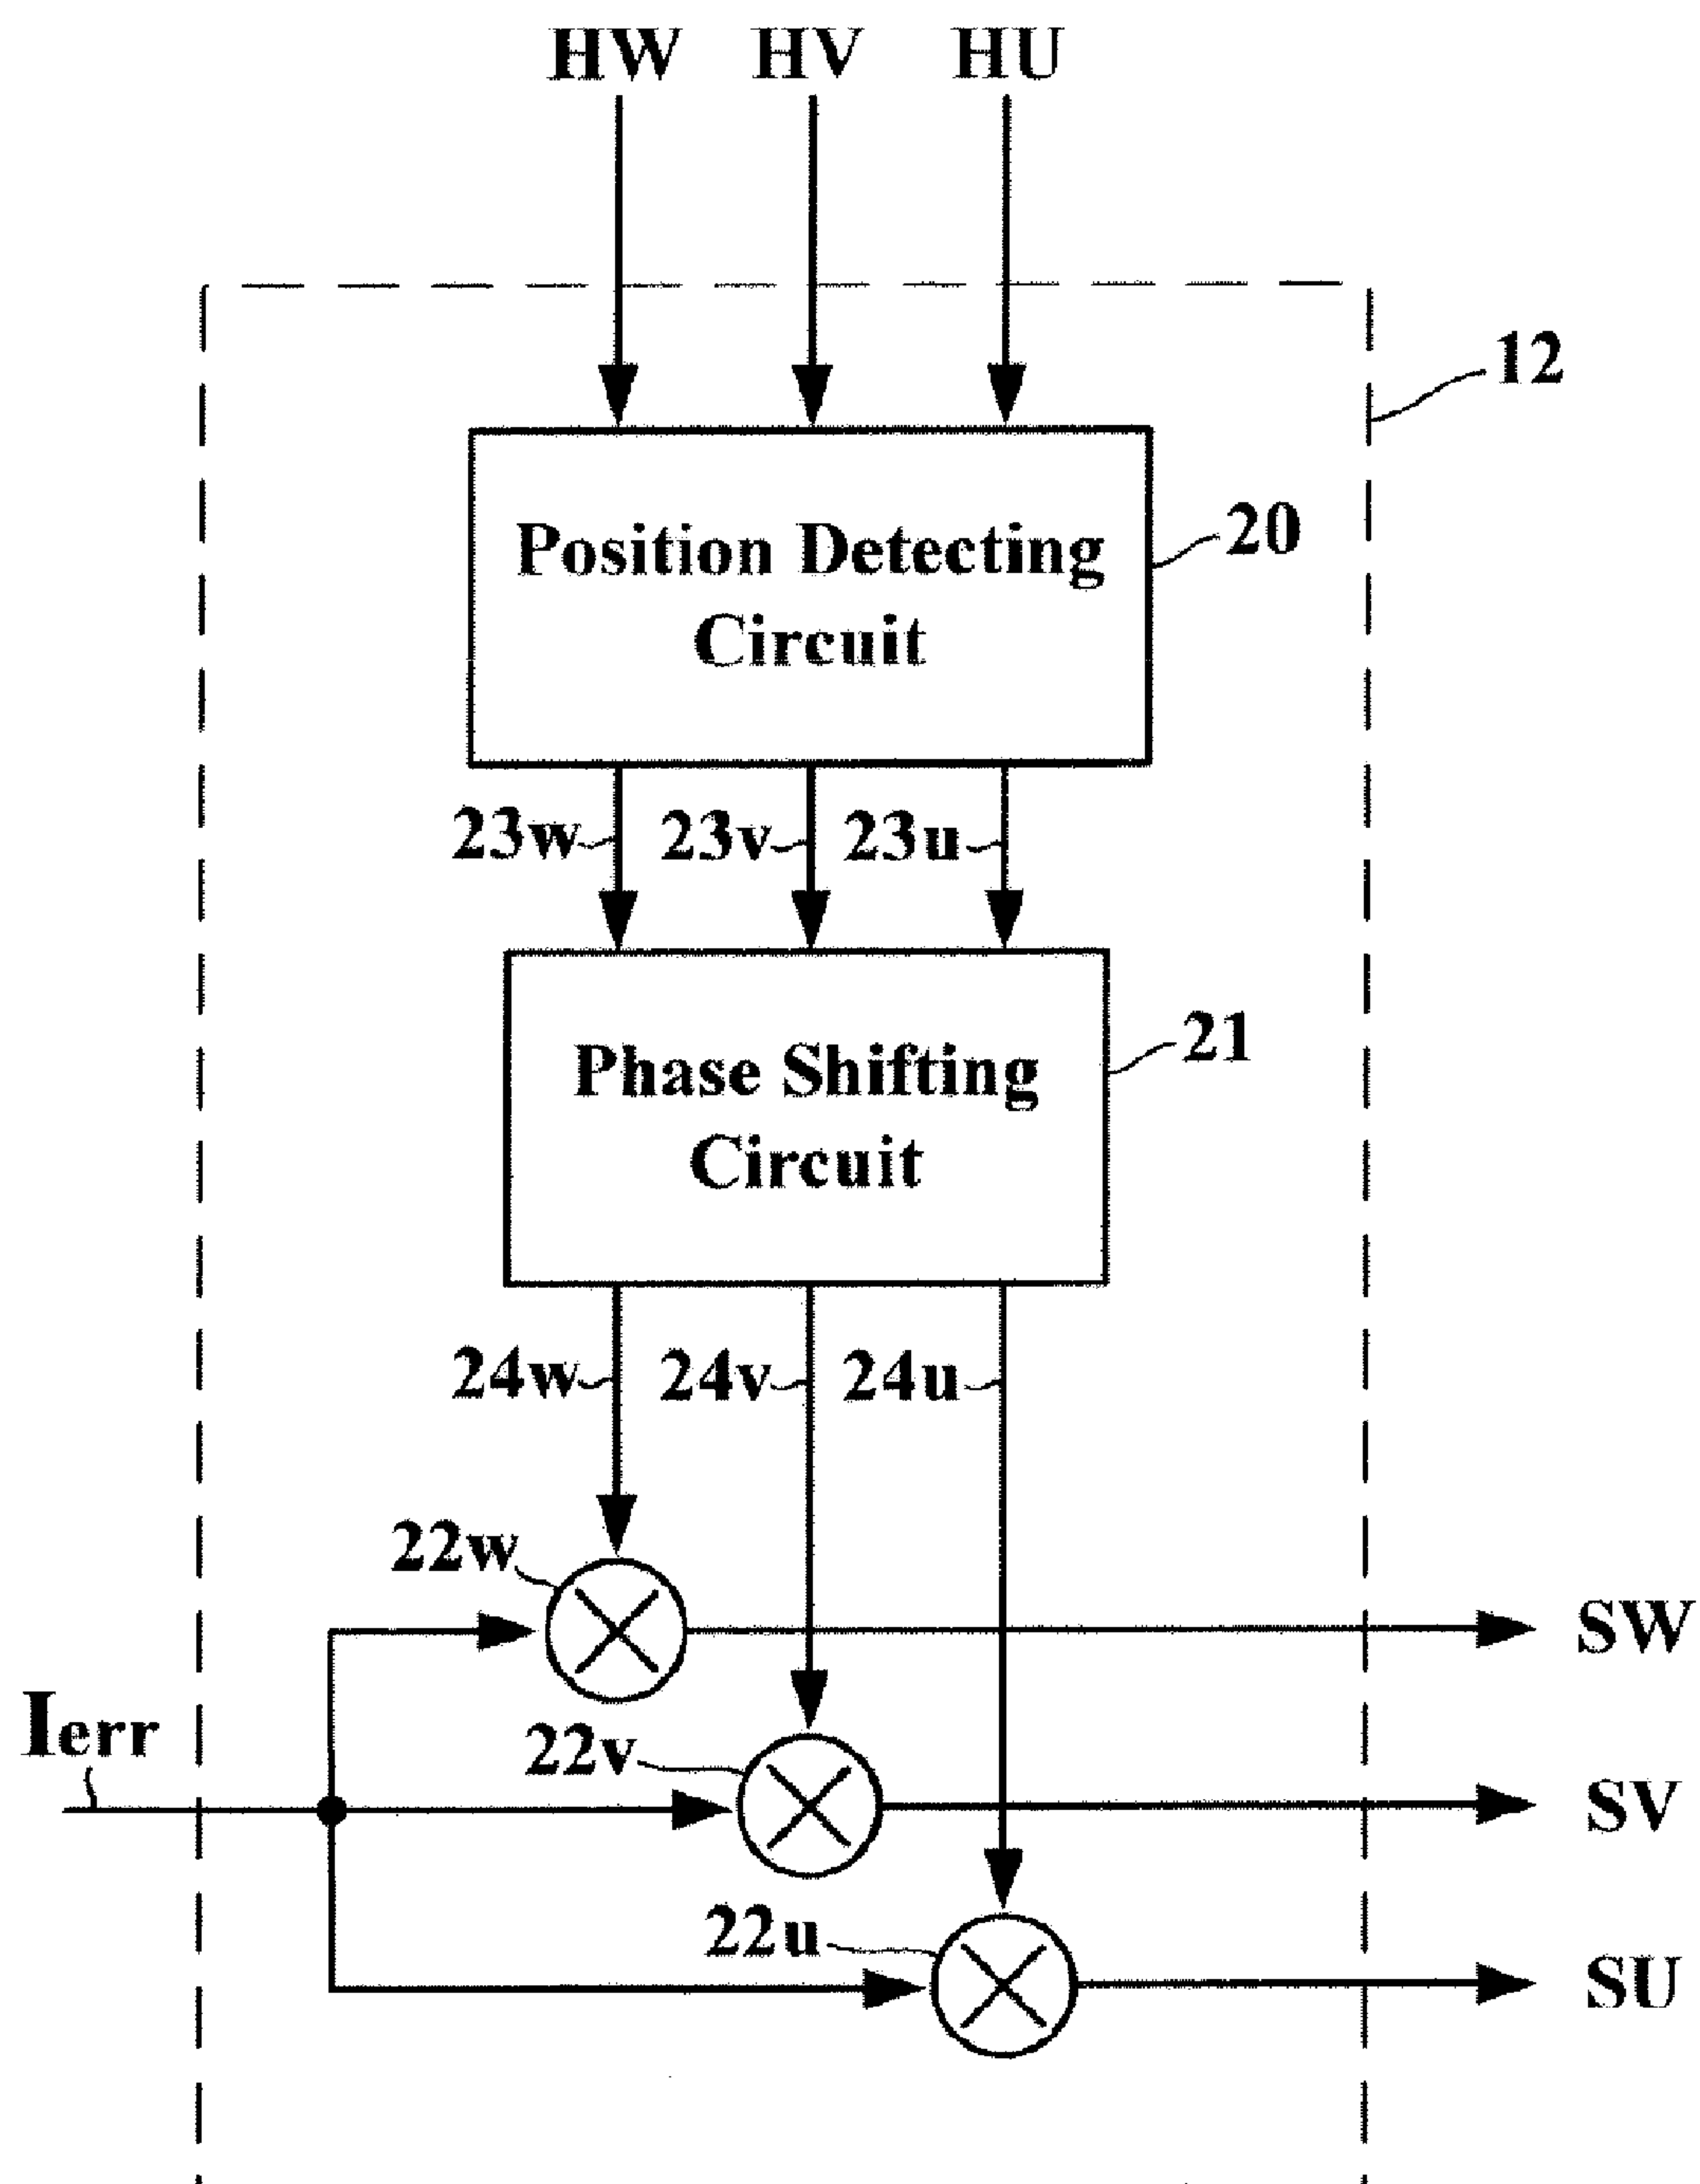 HW HV HU
12
Position Detecting
Circuit
20
23w 23v 23u
Phase Shifting
Circuit
21
24w 24v 24u
22w
SW
Ierr
22v
SV
22u
SU